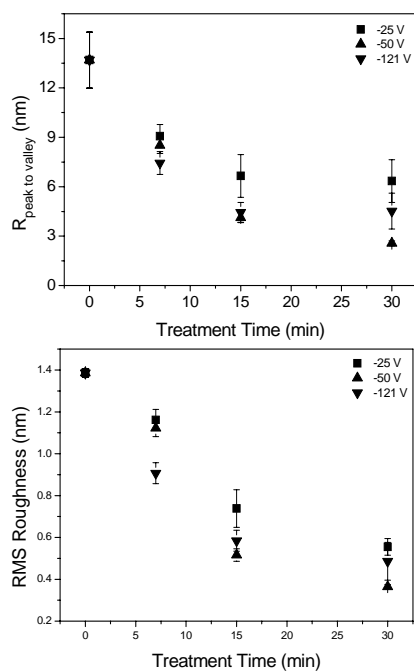 -25 V
-50 V
-121 V
15
12
9
6
3
0
R peak to valley (nm)
0 5 10 15 20 25 30
Treatment Time (min)
-25 V
-50 V
-121 V
1.4
1.2
1.0
0.8
0.6
0.4
0.2
RMS Roughness (nm)
0 5 10 15 20 25 30
Treatment Time (min)